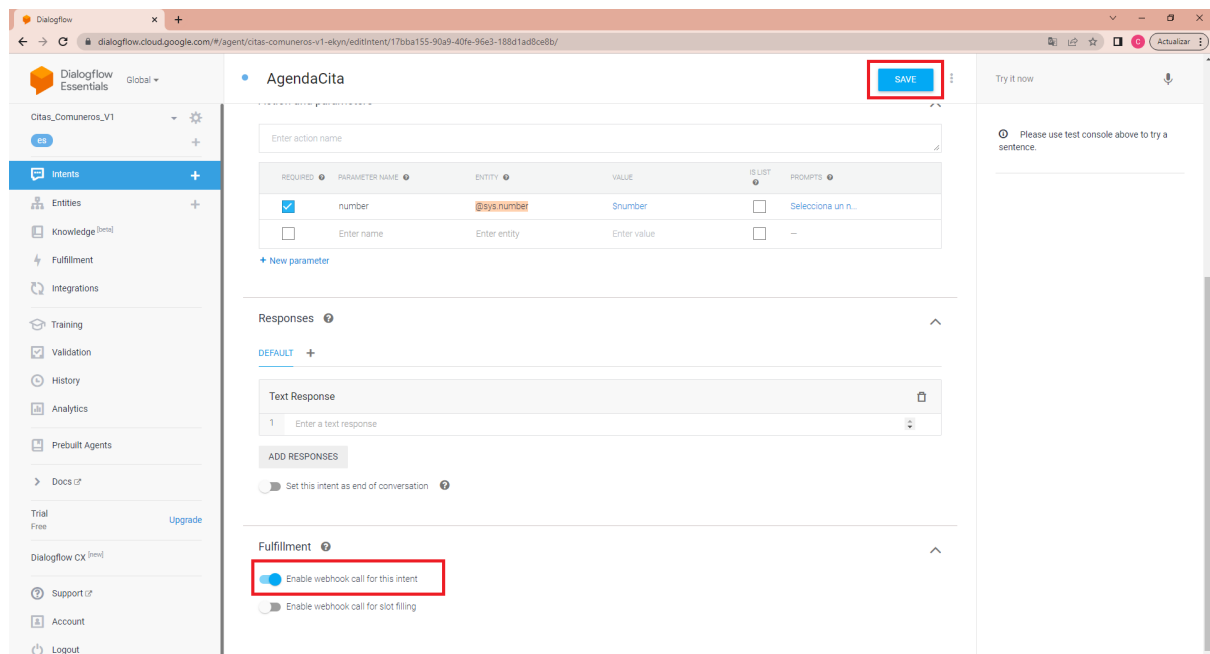 Dialogflow
dialogflow.cloud.google.com/#/agent/citas-comuneros-v1-ekyn/editIntent/17bba155-90a9-40fe-96e3-188d1ad8ce8b/
C
Actualizar
Dialogflow
Essentials
Global
AgendaCita
SAVE
Try it now
Citas_Comuneros_V1
es
Please use test console above to try a
sentence.
Intents
Entities
Knowledge [beta]
Fulfillment
Integrations
Training
Validation
History
Analytics
Prebuilt Agents
Docs
Trial
Free
Upgrade
Dialogflow CX [new]
Support
Account
Logout
Action and parameters
Enter action name
REQUIRED PARAMETER NAME ENTITY VALUE IS LIST PROMPTS
number @sys.number $number Selecciona un n...
Enter name Enter entity Enter value –
+ New parameter
Responses
DEFAULT +
Text Response
1 Enter a text response
ADD RESPONSES
Set this intent as end of conversation
Fulfillment
Enable webhook call for this intent
Enable webhook call for slot filling